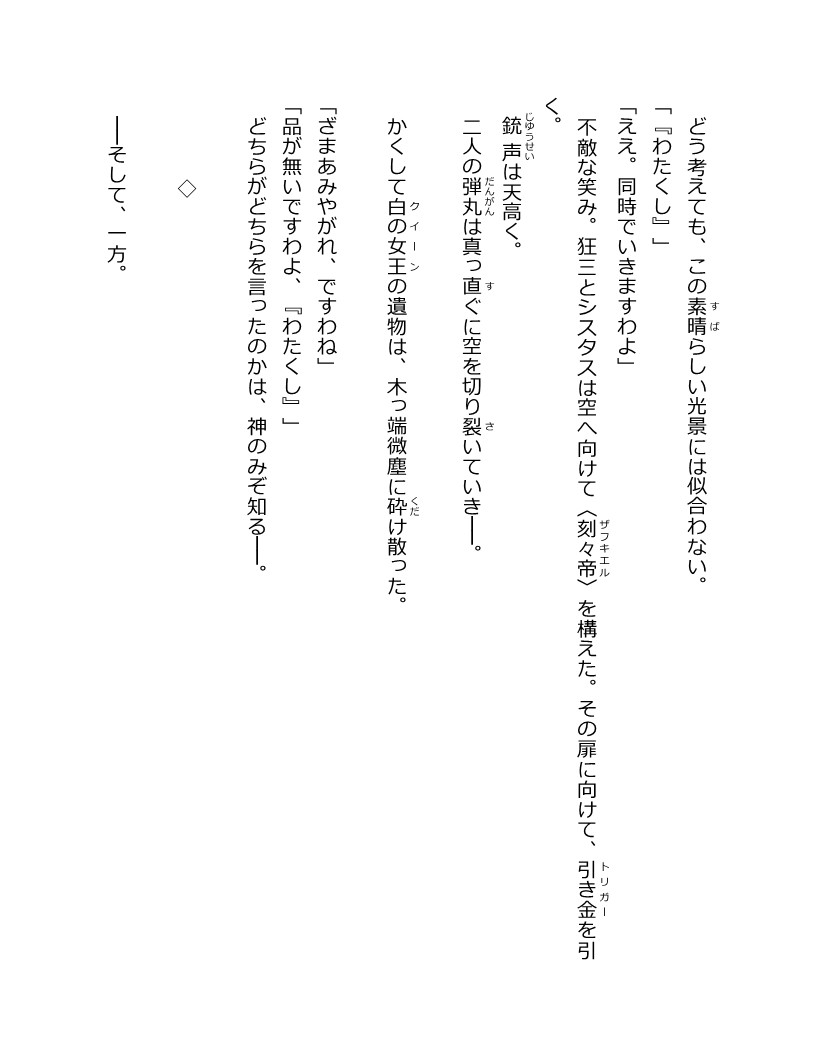 どう考えても、この素晴らしい光景には似合わない。
「『わたくし』」
「ええ。同時でいきますわよ」
不敵な笑み。狂三とシスタスは空へ向けて〈刻々帝〉を構えた。その扉に向けて、引き金を引
く。
銃声は天高く。
二人の弾丸は真っ直ぐに空を切り裂いていき――。
かくして白の女王の遺物は、木っ端微塵に砕け散った。
「ざまあみやがれ、ですわね」
「品が無いですわよ、『わたくし』」
どちらがどちらを言ったのかは、神のみぞ知る――。
◇
――そして、一方。